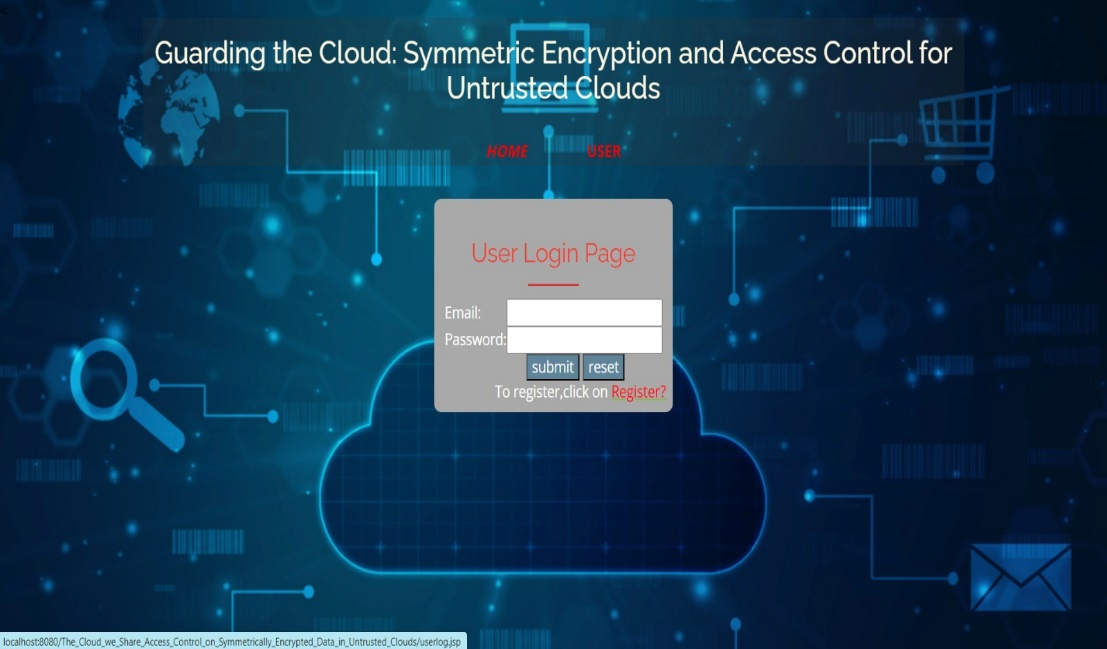 Guarding the Cloud: Symmetric Encryption and Access Control for
Untrusted Clouds
HOME USER
User Login Page
Email:
Password:
submit reset
To register,click on Register?
localhost:8080/The_Cloud_we_Share_Access_Control_on_Symmetrically_Encrypted_Data_in_Untrusted_Clouds/userlog.jsp